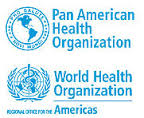 Pan American
Health
Organization
World Health
Organization
REGIONAL OFFICE FOR THE Americas